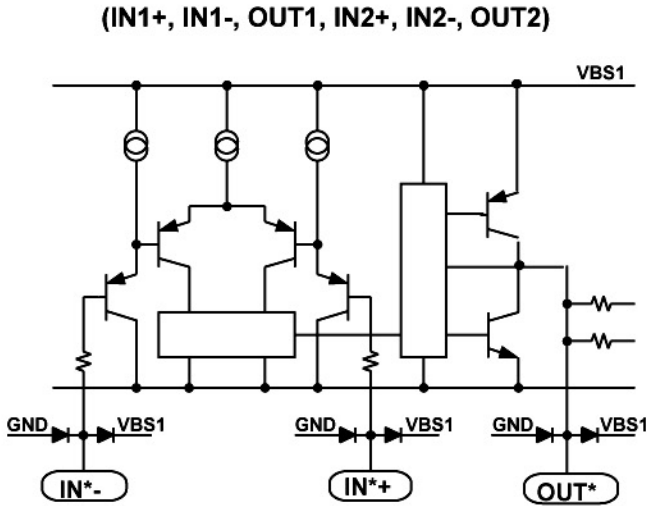 (IN1+, IN1-, OUT1, IN2+, IN2-, OUT2)
VBS1
GND VBS1 GND VBS1 GND VBS1
IN*- IN*+ OUT*